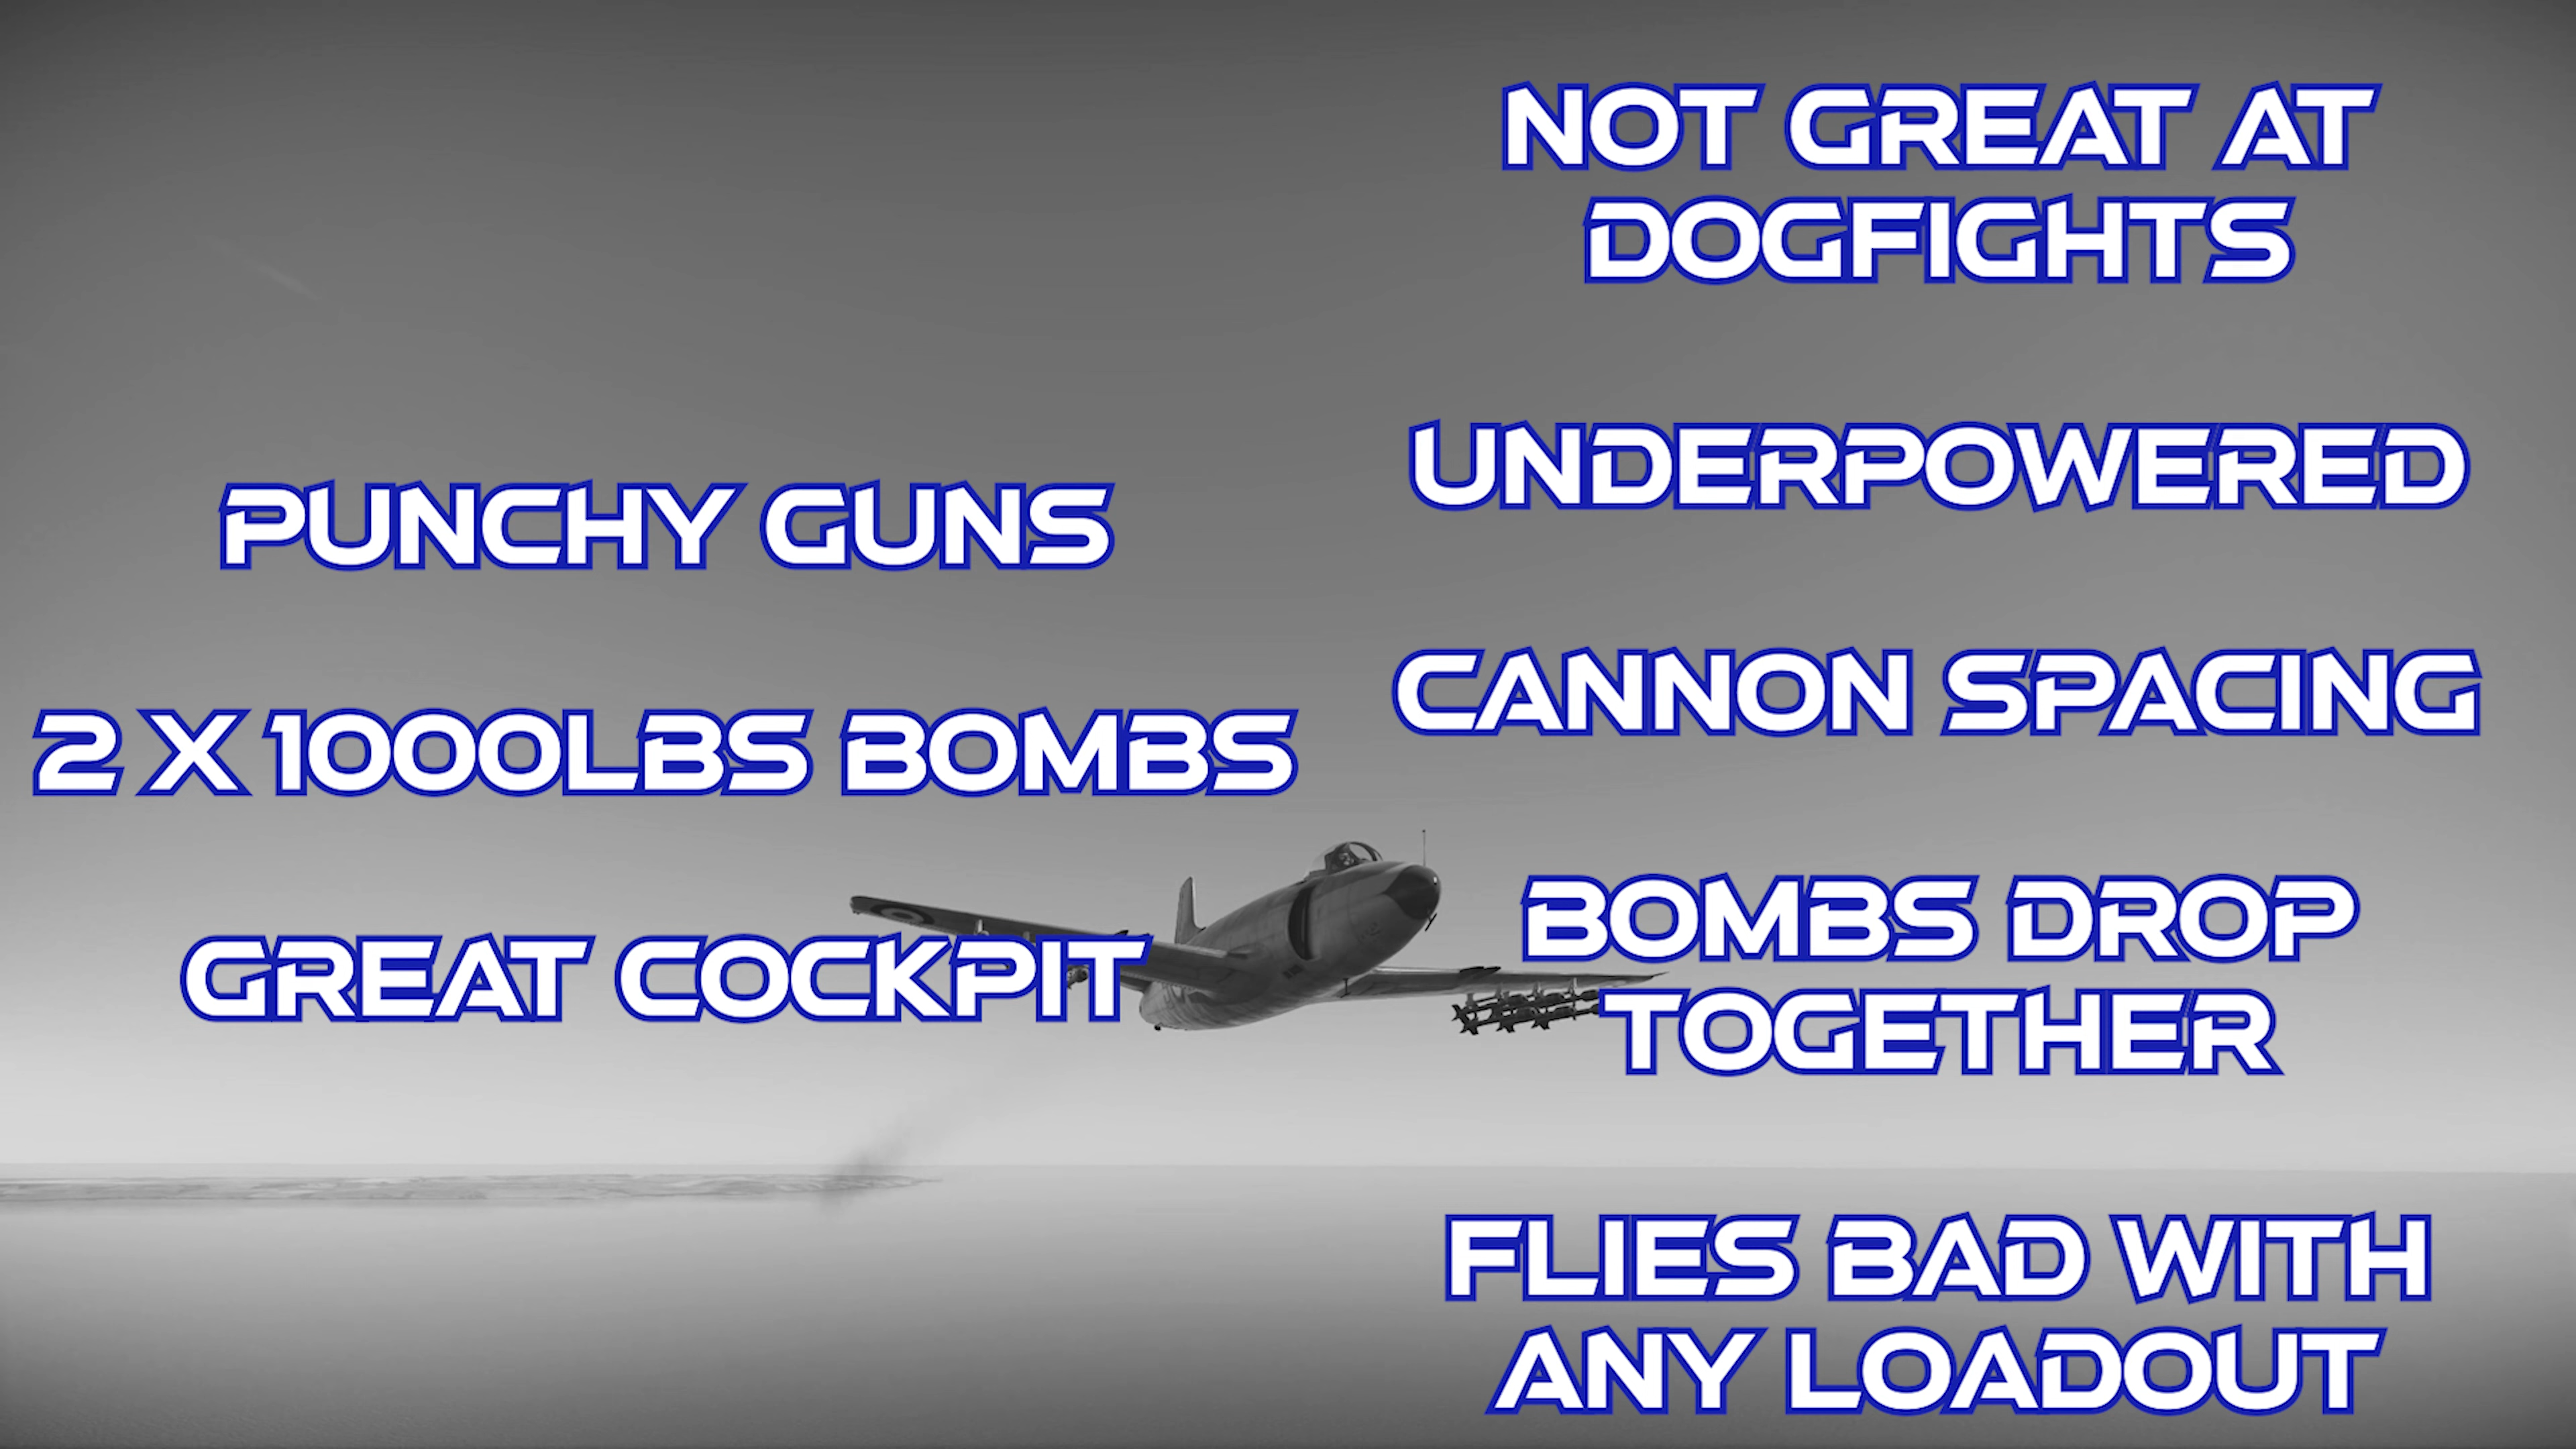 PUNCHY GUNS
2 X 1000LBS BOMBS
GREAT COCKPIT
NOT GREAT AT
DOGFIGHTS
UNDERPOWERED
CANNON SPACING
BOMBS DROP
TOGETHER
FLIES BAD WITH
ANY LOADOUT